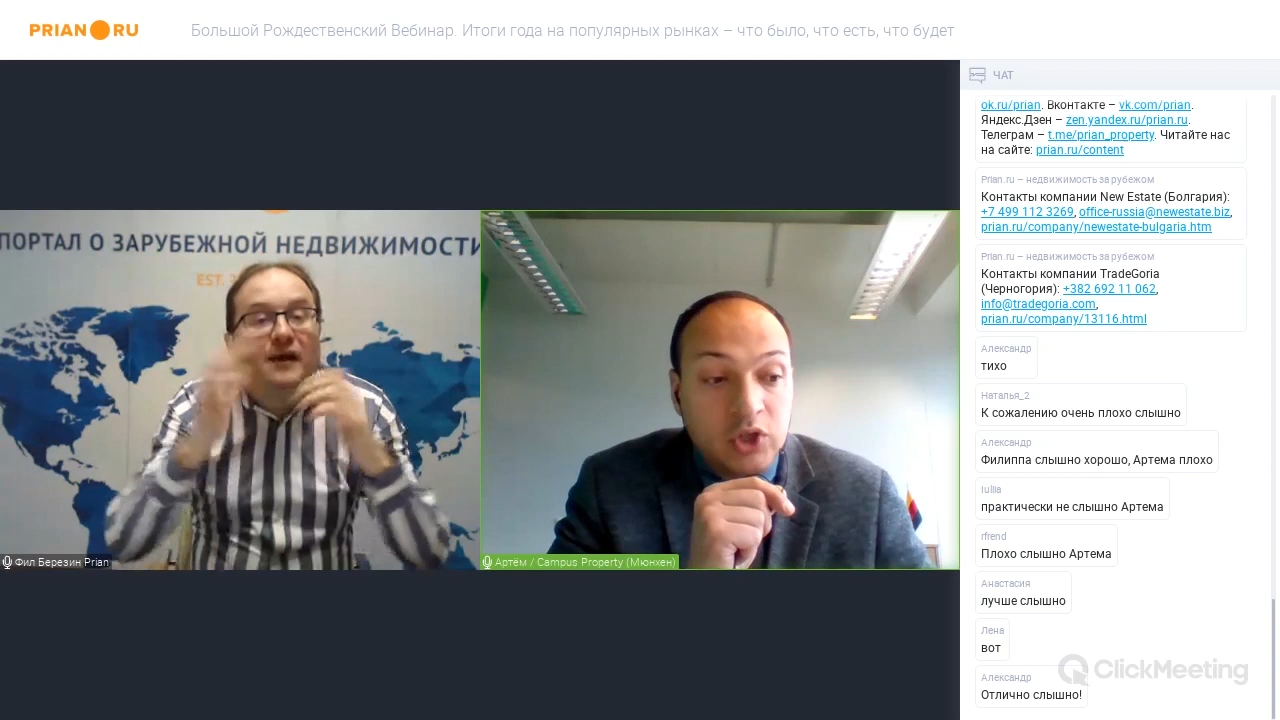 PRIAN RU
Большой Рождественский Вебинар. Итоги года на популярных рынках – что было, что есть, что будет
ЧАТ
ПОРТАЛ О ЗАРУБЕЖНОЙ НЕДВИЖИМОСТИ
EST.
Фил Березин Prian
Артём / Campus Property (Мюнхен)
ok.ru/prian. Вконтакте – vk.com/prian.
Яндекс.Дзен – zen.yandex.ru/prian.ru.
Телеграм – t.me/prian_property. Читайте нас
на сайте: prian.ru/content
Prian.ru – недвижимость за рубежом
Контакты компании New Estate (Болгария):
+7 499 112 3269, office-russia@newestate.biz,
prian.ru/company/newestate-bulgaria.htm
Prian.ru – недвижимость за рубежом
Контакты компании TradeGoria
(Черногория): +382 692 11 062,
info@tradegoria.com,
prian.ru/company/13116.html
Александр
тихо
Наталья_2
К сожалению очень плохо слышно
Александр
Филиппа слышно хорошо, Артема плохо
Iuliia
практически не слышно Артема
rfrend
Плохо слышно Артема
Анастасия
лучше слышно
Лена
вот
Александр
Отлично слышно!
ClickMeeting